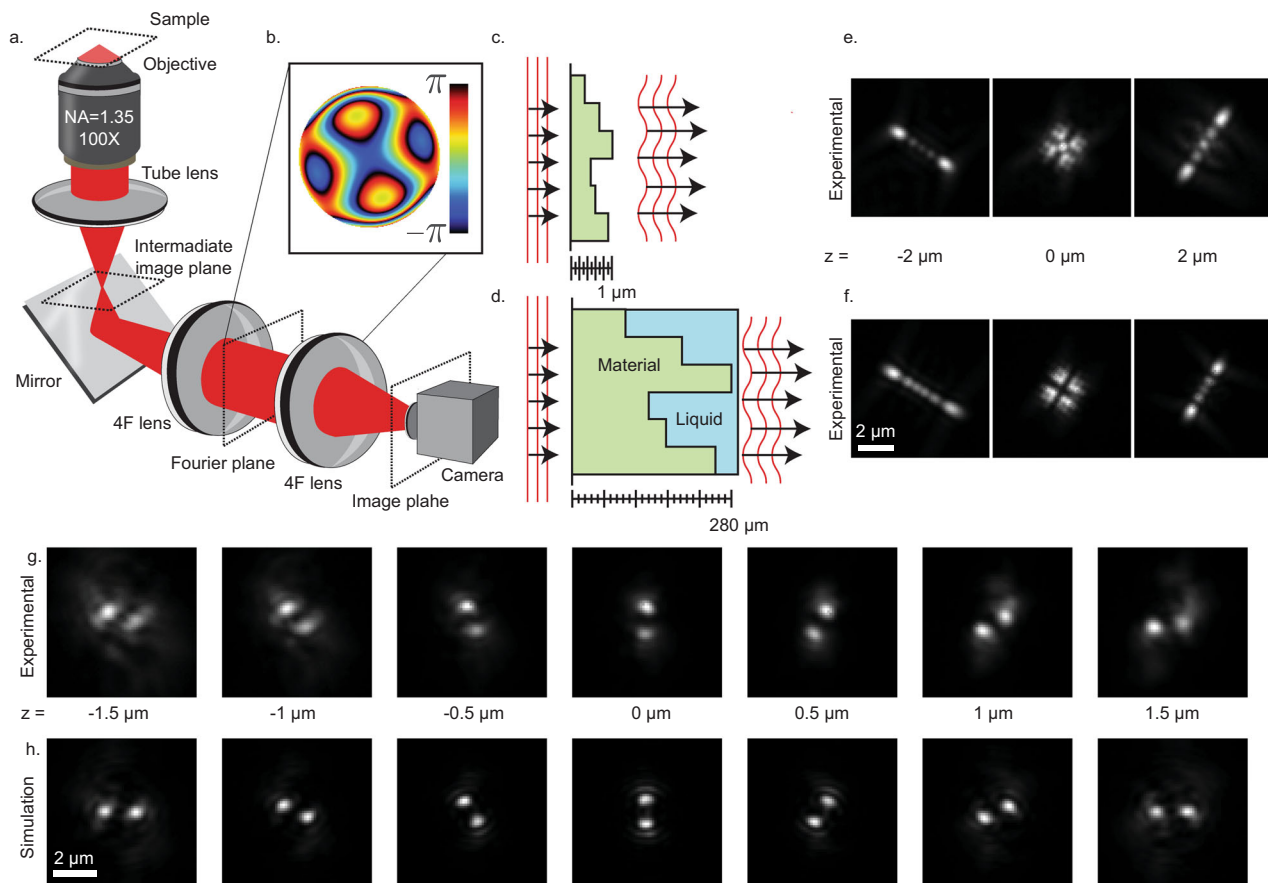 a.
Sample
Objective
NA=1.35
100X
Tube lens
Intermadiate
image plane
Mirror
4F lens
Fourier plane
4F lens
Image plahe
Camera
b.
π
−π
c.
1 µm
d.
Material
Liquid
280 µm
e.
Experimental
z = -2 µm 0 µm 2 µm
f.
Experimental
2 µm
g.
Experimental
z = -1.5 µm -1 µm -0.5 µm 0 µm 0.5 µm 1 µm 1.5 µm
h.
Simulation
2 µm